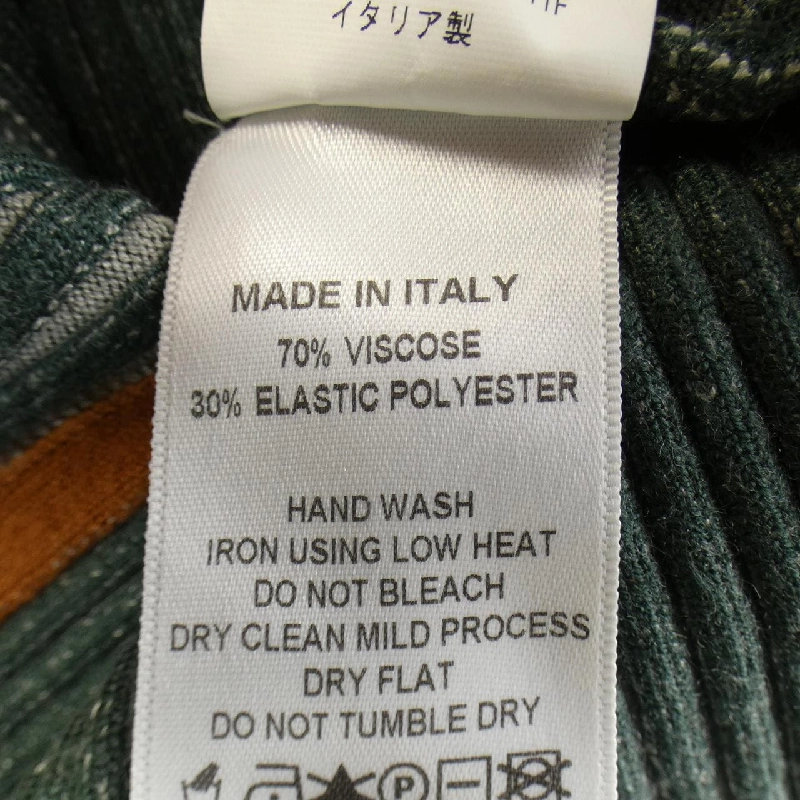 イタリア製
MADE IN ITALY
70% VISCOSE
30% ELASTIC POLYESTER
HAND WASH
IRON USING LOW HEAT
DO NOT BLEACH
DRY CLEAN MILD PROCESS
DRY FLAT
DO NOT TUMBLE DRY
P